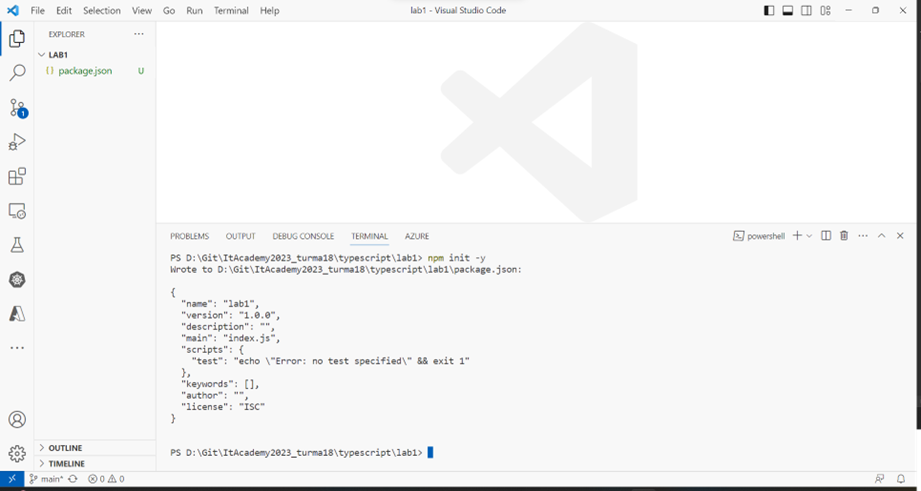 File Edit Selection View Go Run Terminal Help
lab1 - Visual Studio Code
EXPLORER
LAB1
{} package.json U
1
PROBLEMS OUTPUT DEBUG CONSOLE TERMINAL AZURE
powershell
PS D:\Git\ItAcademy2023_turma18\typescript\lab1> npm init -y
Wrote to D:\Git\ItAcademy2023_turma18\typescript\lab1\package.json:
{
"name": "lab1",
"version": "1.0.0",
"description": "",
"main": "index.js",
"scripts": {
"test": "echo \"Error: no test specified\" && exit 1"
},
"keywords": [],
"author": "",
"license": "ISC"
}
PS D:\Git\ItAcademy2023_turma18\typescript\lab1>
OUTLINE
TIMELINE
main* 0 0